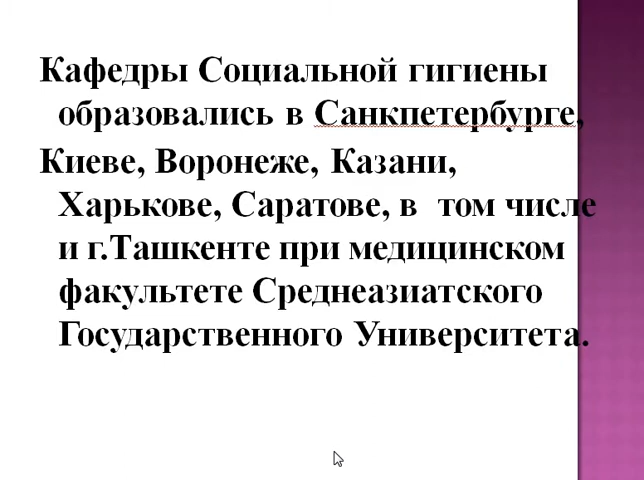 Кафедры Социальной гигиены
образовались в Санкпетербурге,
Киеве, Воронеже, Казани,
Харькове, Саратове, в  том числе
и г.Ташкенте при медицинском
факультете Среднеазиатского
Государственного Университета.